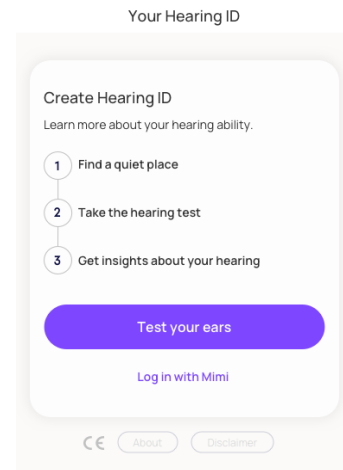 Your Hearing ID
Create Hearing ID
Learn more about your hearing ability.
1 Find a quiet place
2 Take the hearing test
3 Get insights about your hearing
Test your ears
Log in with Mimi
CE About Disclaimer